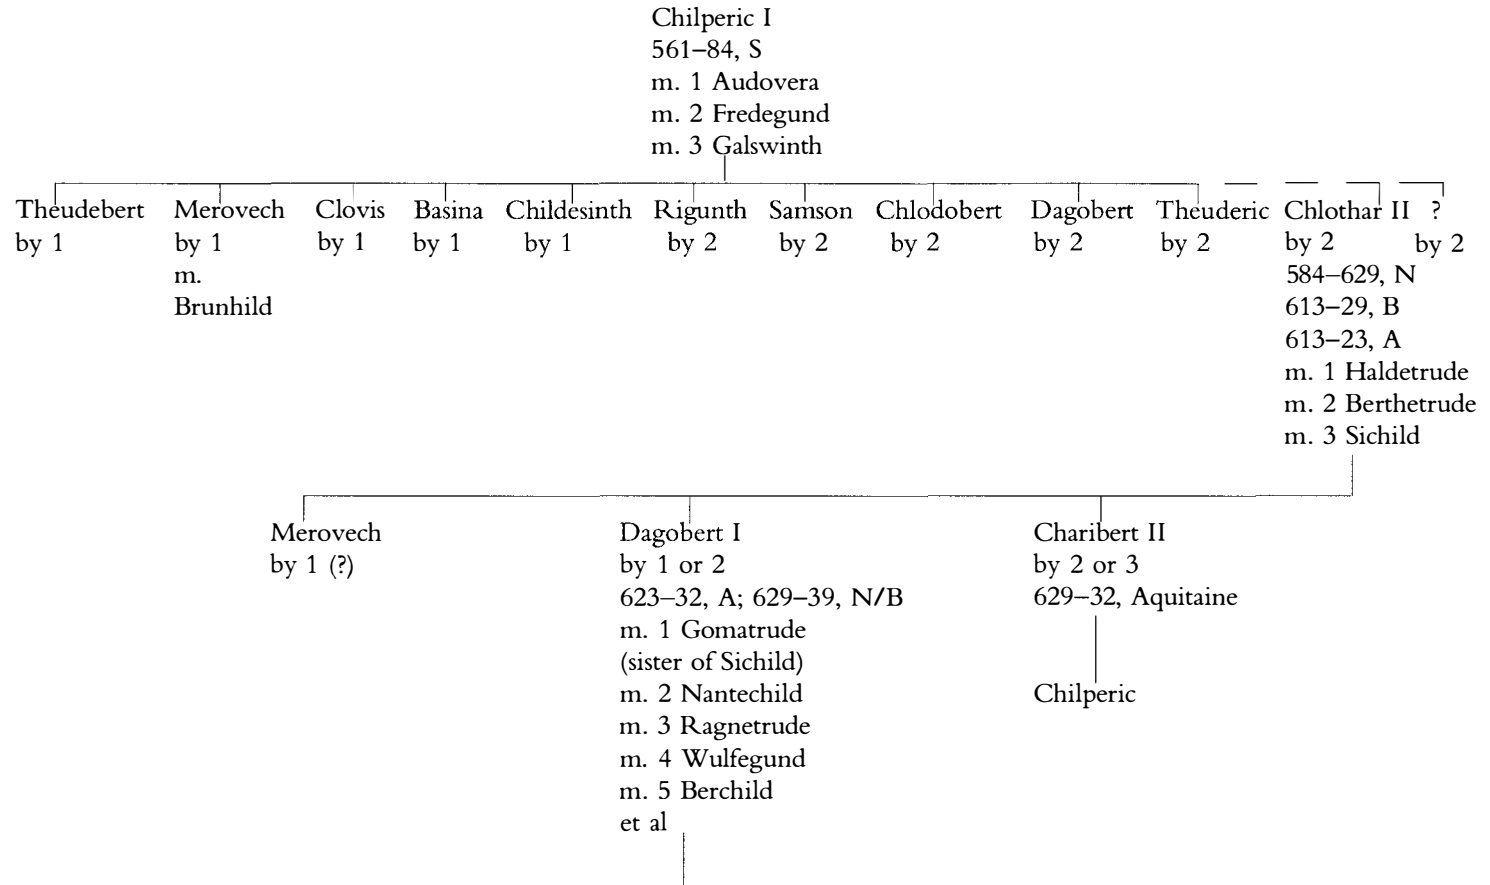 Chilperic I
561–84, S
m. 1 Audovera
m. 2 Fredegund
m. 3 Galswinth
Theudebert Merovech Clovis Basina Childesinth Rigunth Samson Chlodobert Dagobert Theuderic Chlothar II ?
by 1 by 1 by 1 by 1 by 1 by 2 by 2 by 2 by 2 by 2 by 2 by 2
m.
Brunhild
584–629, N
613–29, B
613–23, A
m. 1 Haldetrude
m. 2 Berthetrude
m. 3 Sichild
Merovech
by 1 (?)
Dagobert I
by 1 or 2
623–32, A; 629–39, N/B
m. 1 Gomatrude
(sister of Sichild)
m. 2 Nantechild
m. 3 Ragnetrude
m. 4 Wulfegund
m. 5 Berchild
et al
Charibert II
by 2 or 3
629–32, Aquitaine
Chilperic